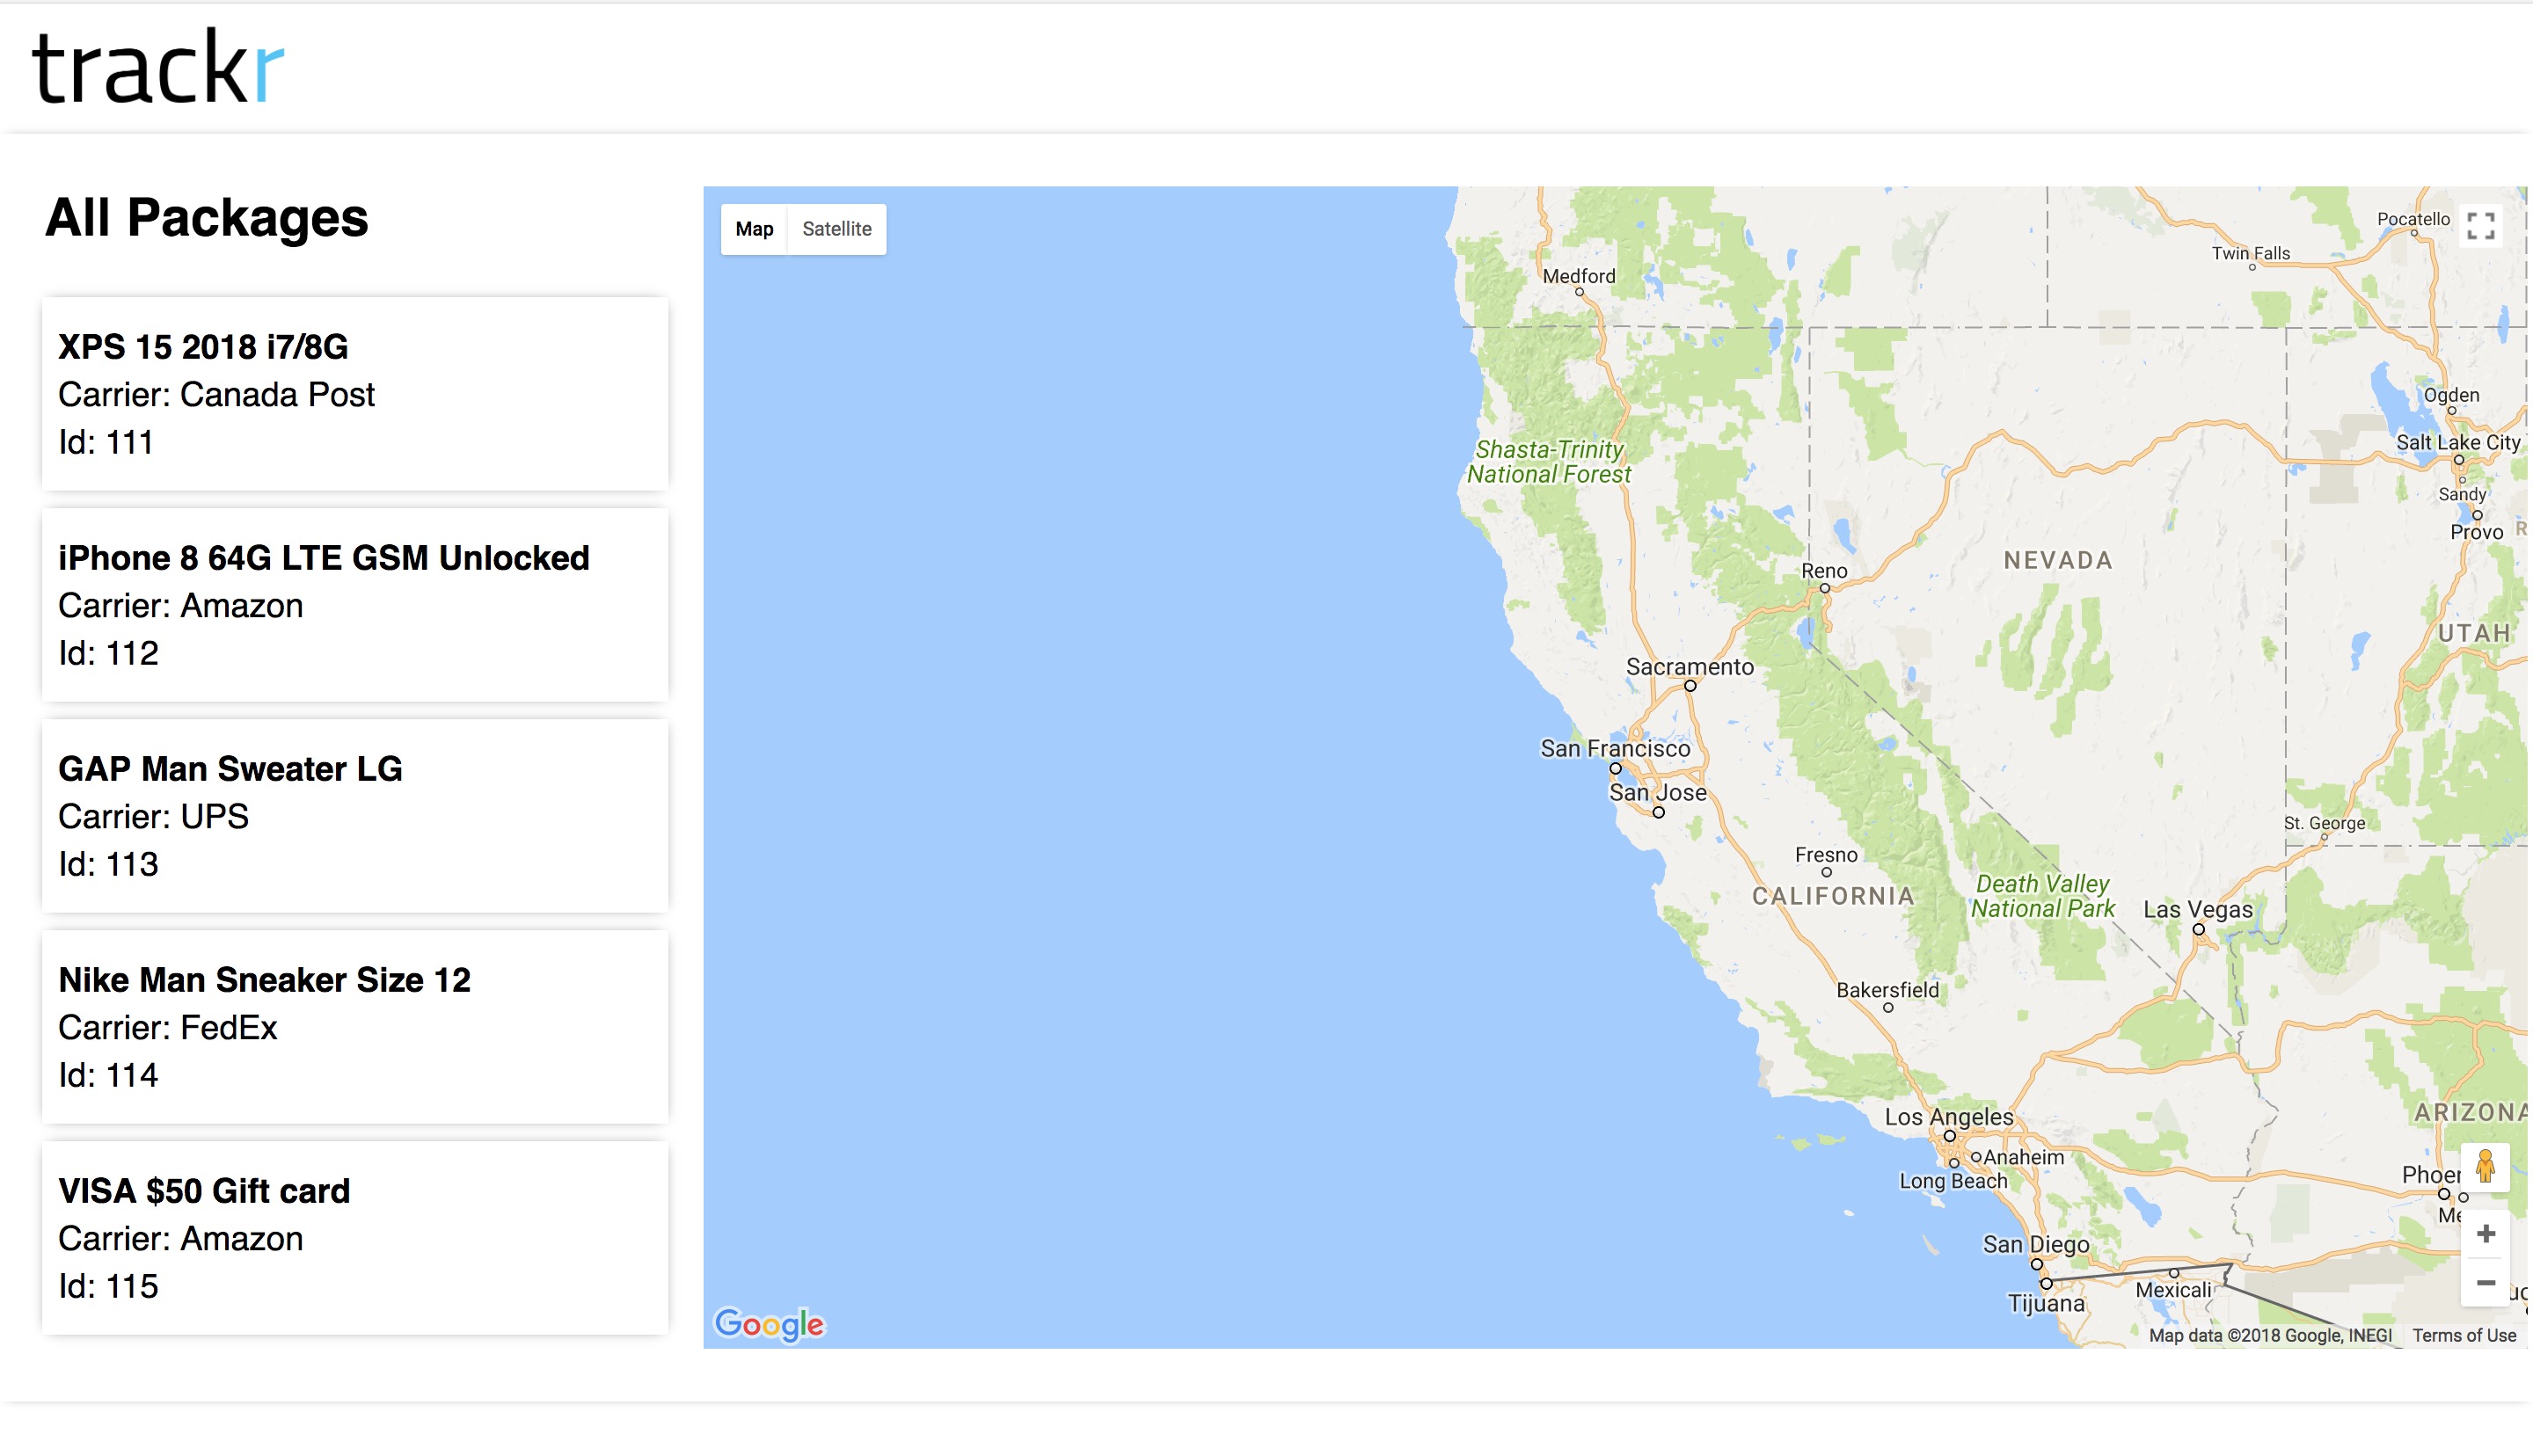 trackr
All Packages
XPS 15 2018 i7/8G
Carrier: Canada Post
Id: 111
iPhone 8 64G LTE GSM Unlocked
Carrier: Amazon
Id: 112
GAP Man Sweater LG
Carrier: UPS
Id: 113
Nike Man Sneaker Size 12
Carrier: FedEx
Id: 114
VISA $50 Gift card
Carrier: Amazon
Id: 115
Map
Satellite
Pocatello
Twin Falls
Medford
Ogden
Shasta-Trinity
National Forest
Salt Lake City
Sandy
Provo
NEVADA
Reno
UTAH
Sacramento
San Francisco
San Jose
St. George
Fresno
CALIFORNIA
Death Valley
National Park
Las Vegas
Bakersfield
Los Angeles
ARIZONA
Anaheim
Long Beach
San Diego
Mexicali
Tijuana
Google
Map data ©2018 Google, INEGI
Terms of Use